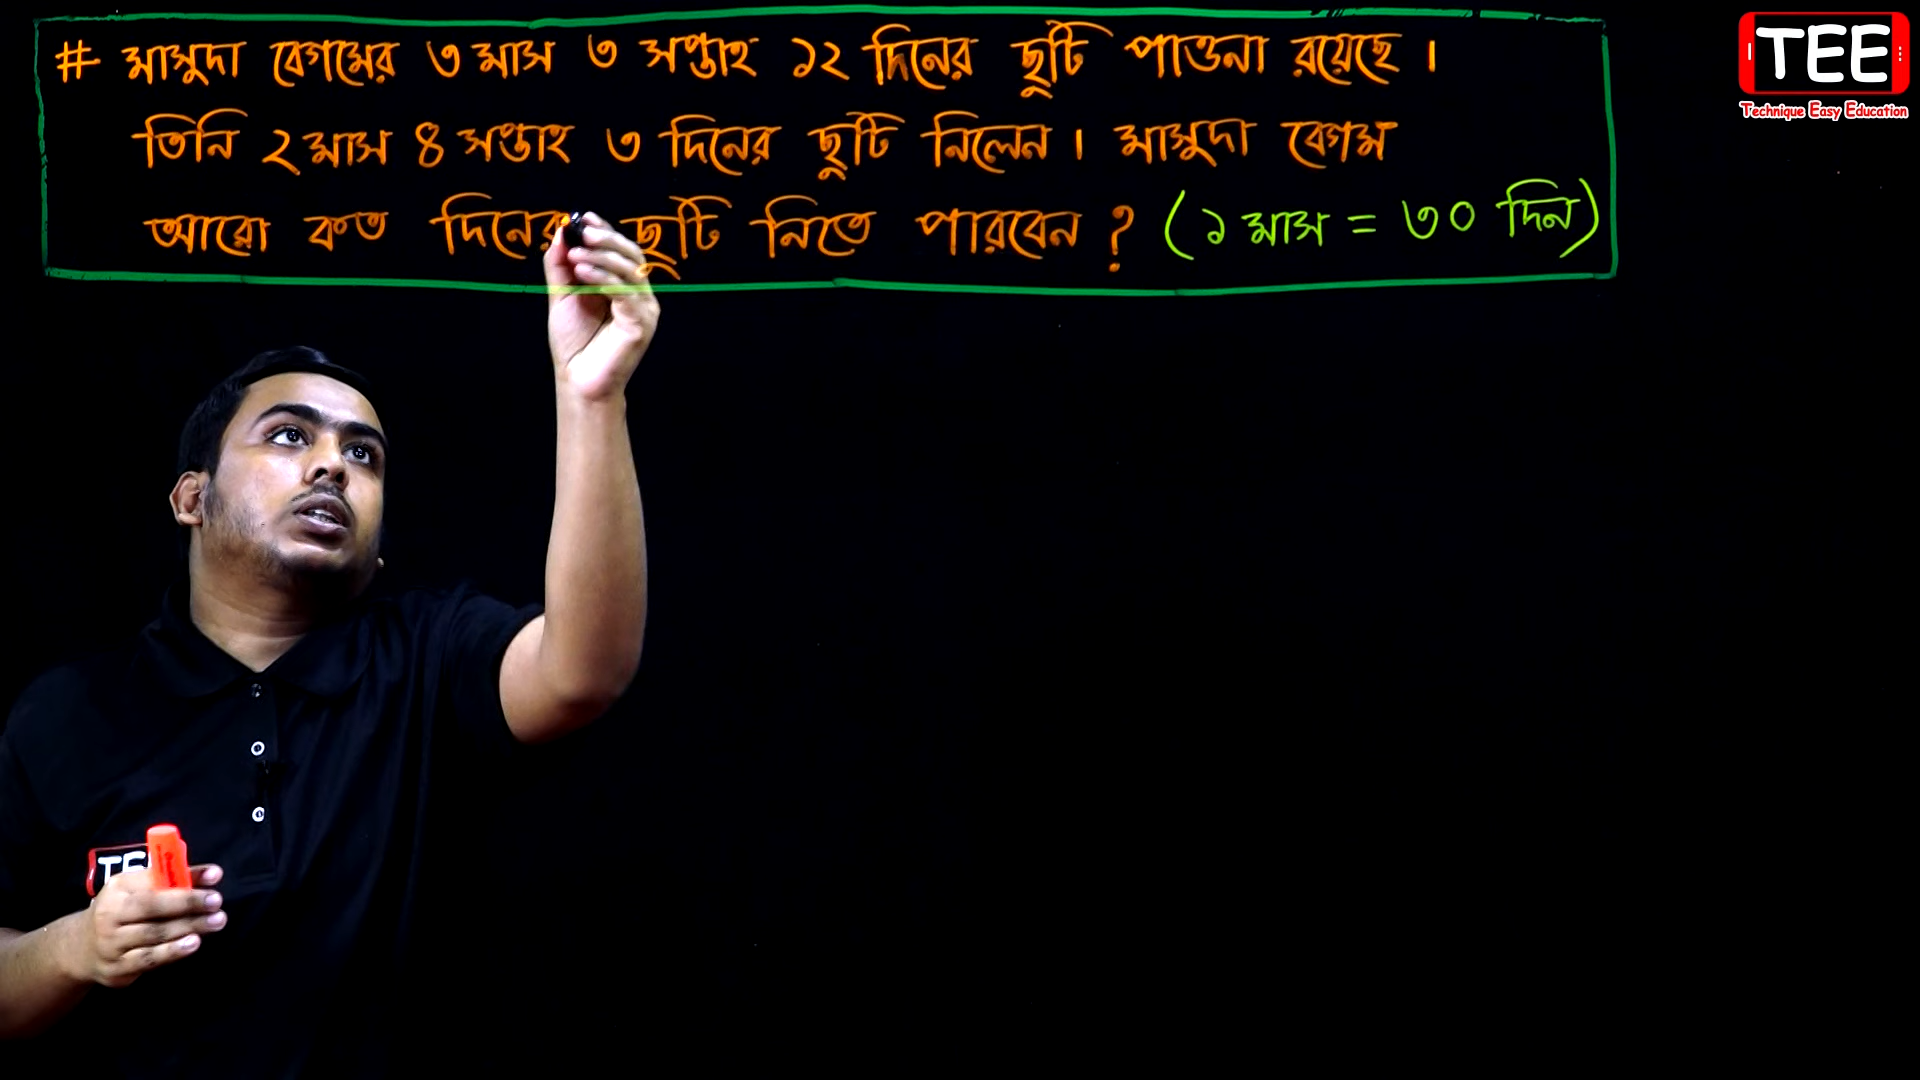 # মাসুদা বেগমের ৩ মাস ৩ সপ্তাহ ১২ দিনের ছুটি পাওনা রয়েছে।
তিনি ২ মাস ৪ সপ্তাহ ৩ দিনের ছুটি নিলেন। মাসুদা বেগম
আরো কত দিনের ছুটি নিতে পারবেন? (১ মাস = ৩০ দিন)
TEE
Technique Easy Education